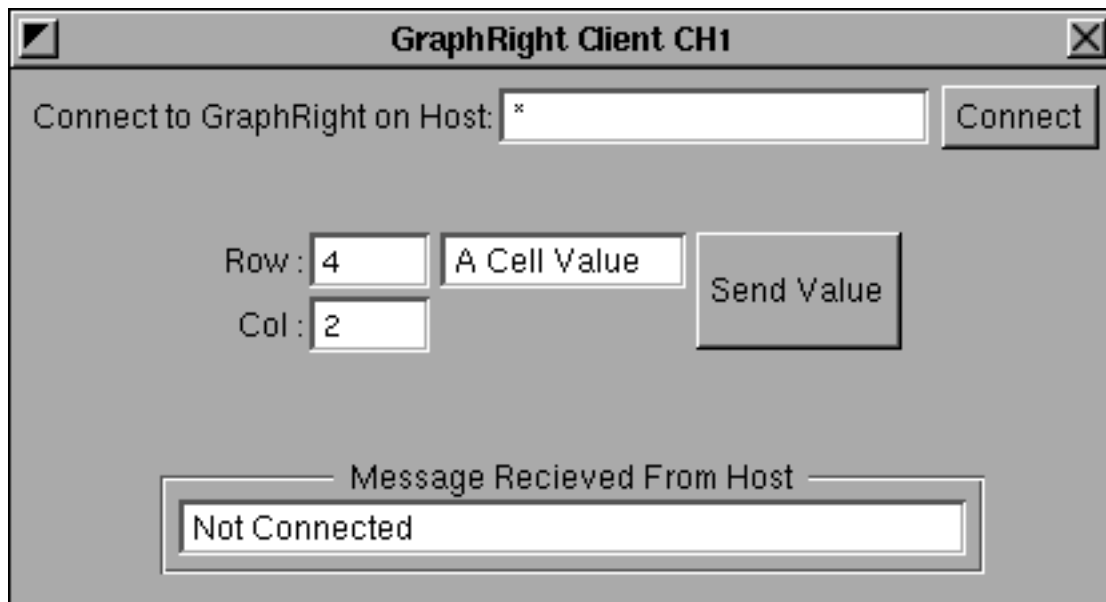 GraphRight Client CH1
Connect to GraphRight on Host: * Connect
Row : 4 A Cell Value Send Value
Col : 2
Message Recieved From Host
Not Connected